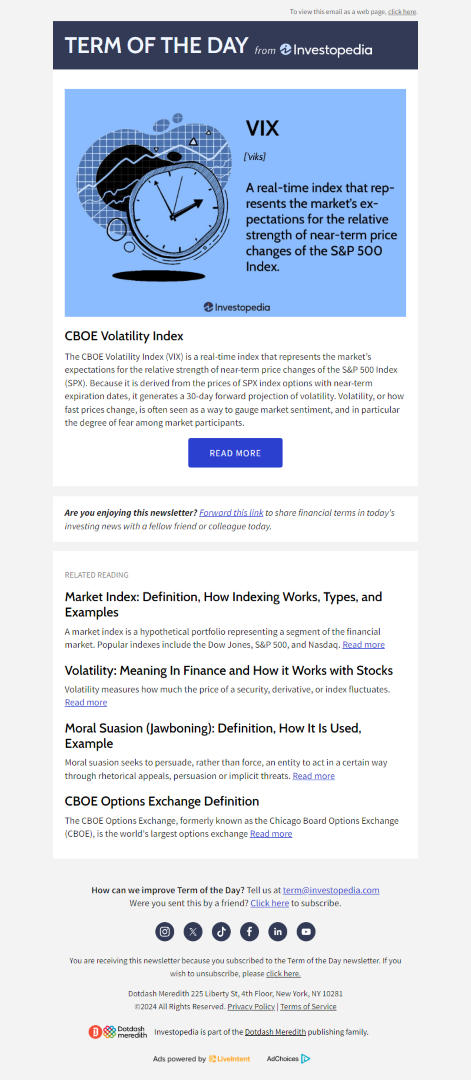 To view this email as a web page, click here.
TERM OF THE DAY from Investopedia
VIX
['viks]
A real-time index that rep-
resents the market's ex-
pectations for the relative
strength of near-term price
changes of the S&P 500
Index.
Investopedia
CBOE Volatility Index
The CBOE Volatility Index (VIX) is a real-time index that represents the market's
expectations for the relative strength of near-term price changes of the S&P 500 Index
(SPX). Because it is derived from the prices of SPX index options with near-term
expiration dates, it generates a 30-day forward projection of volatility. Volatility, or how
fast prices change, is often seen as a way to gauge market sentiment, and in particular
the degree of fear among market participants.
READ MORE
Are you enjoying this newsletter? Forward this link to share financial terms in today's
investing news with a fellow friend or colleague today.
RELATED READING
Market Index: Definition, How Indexing Works, Types, and
Examples
A market index is a hypothetical portfolio representing a segment of the financial
market. Popular indexes include the Dow Jones, S&P 500, and Nasdaq. Read more
Volatility: Meaning In Finance and How it Works with Stocks
Volatility measures how much the price of a security, derivative, or index fluctuates.
Read more
Moral Suasion (Jawboning): Definition, How It Is Used,
Example
Moral suasion seeks to persuade, rather than force, an entity to act in a certain way
through rhetorical appeals, persuasion or implicit threats. Read more
CBOE Options Exchange Definition
The CBOE Options Exchange, formerly known as the Chicago Board Options Exchange
(CBOE), is the world's largest options exchange Read more
How can we improve Term of the Day? Tell us at term@investopedia.com
Were you sent this by a friend? Click here to subscribe.
You are receiving this newsletter because you subscribed to the Term of the Day newsletter. If you
wish to unsubscribe, please click here.
Dotdash Meredith 225 Liberty St, 4th Floor, New York, NY 10281
©2024 All Rights Reserved. Privacy Policy | Terms of Service
Dotdash
meredith
Investopedia is part of the Dotdash Meredith publishing family.
Ads powered by LiveIntent AdChoices